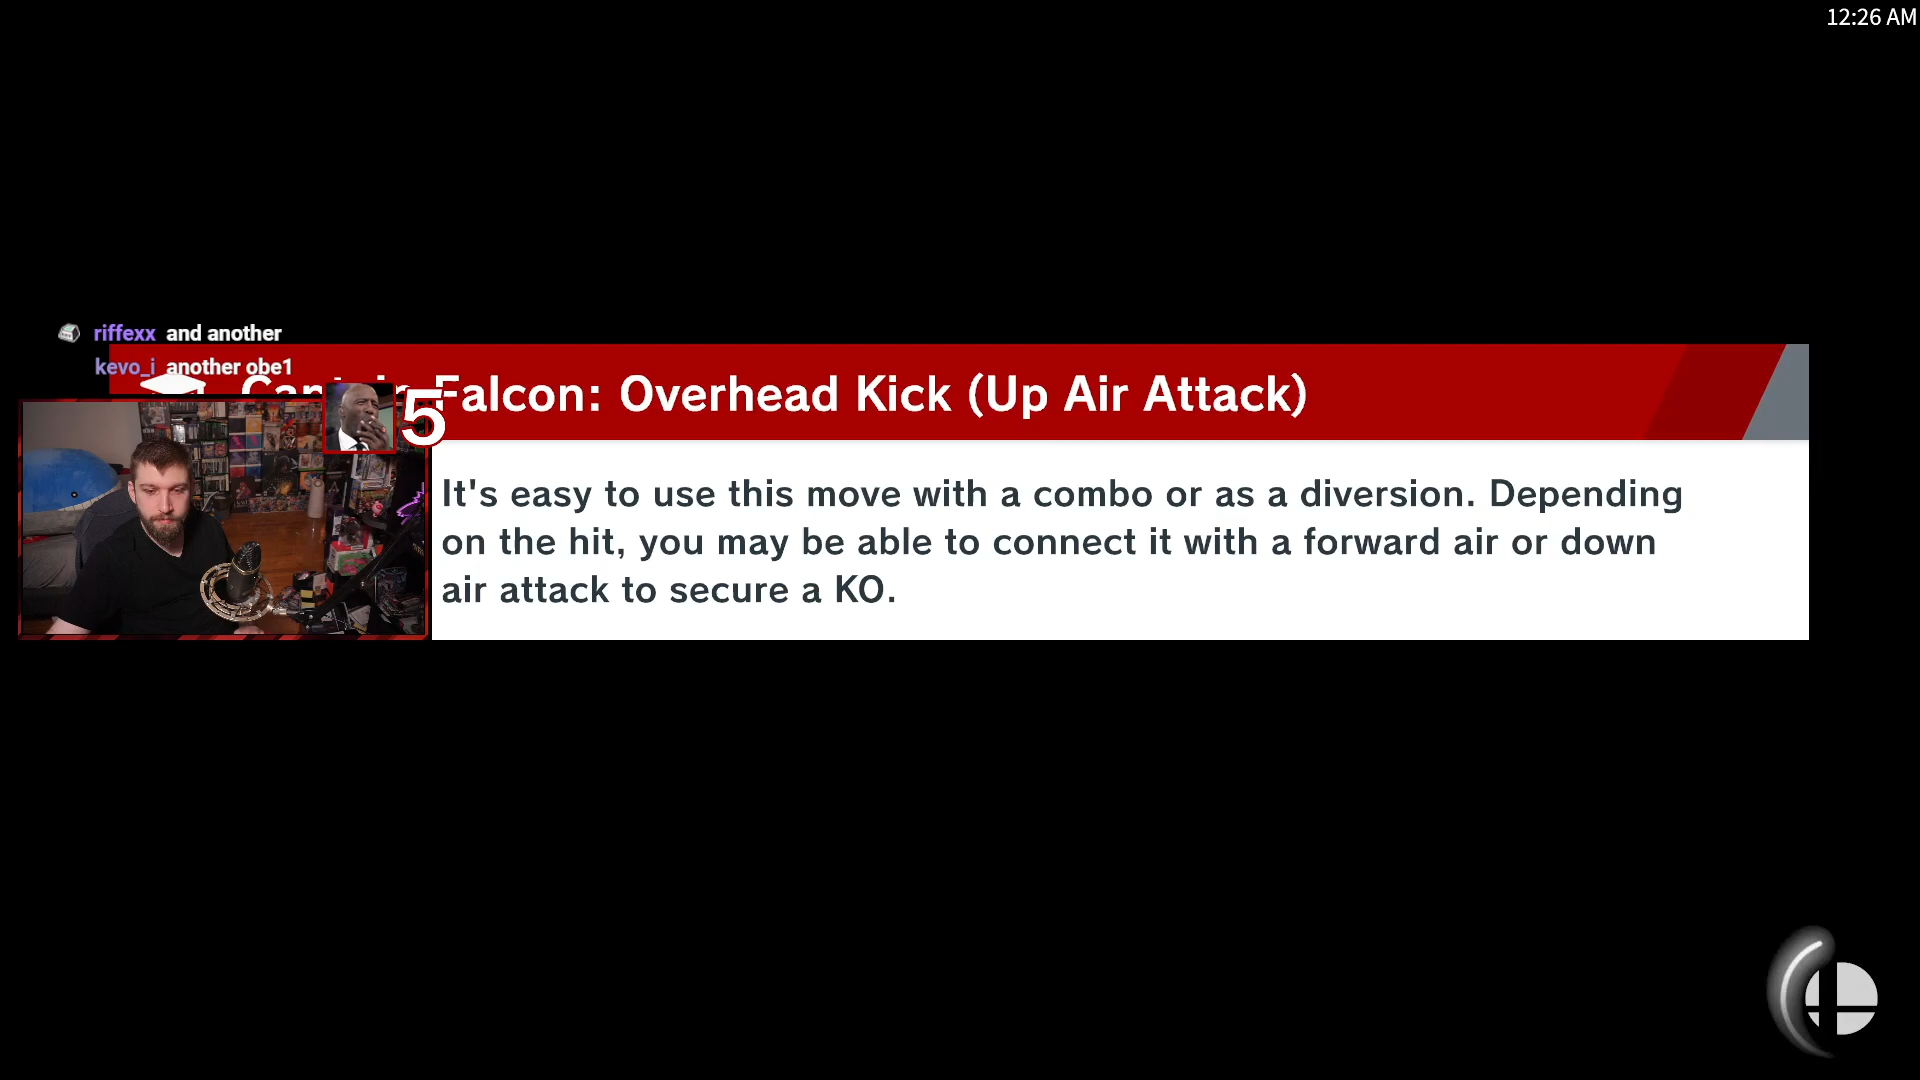 12:26 AM
riffexx and another
kevo_i another obe1
Captain Falcon: Overhead Kick (Up Air Attack)
5
It's easy to use this move with a combo or as a diversion. Depending
on the hit, you may be able to connect it with a forward air or down
air attack to secure a KO.